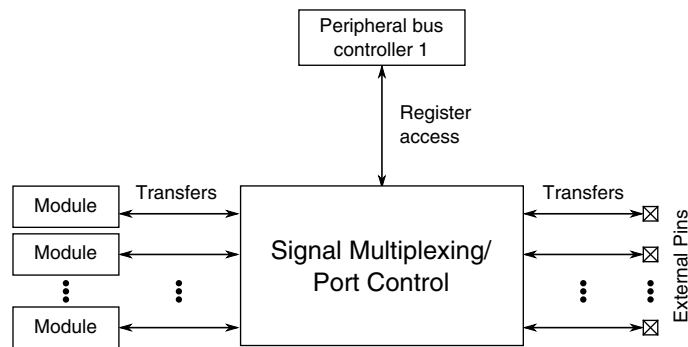 Peripheral bus
controller 1
Register
access
Transfers
Transfers
Module
Module
Module
Signal Multiplexing/
Port Control
External Pins